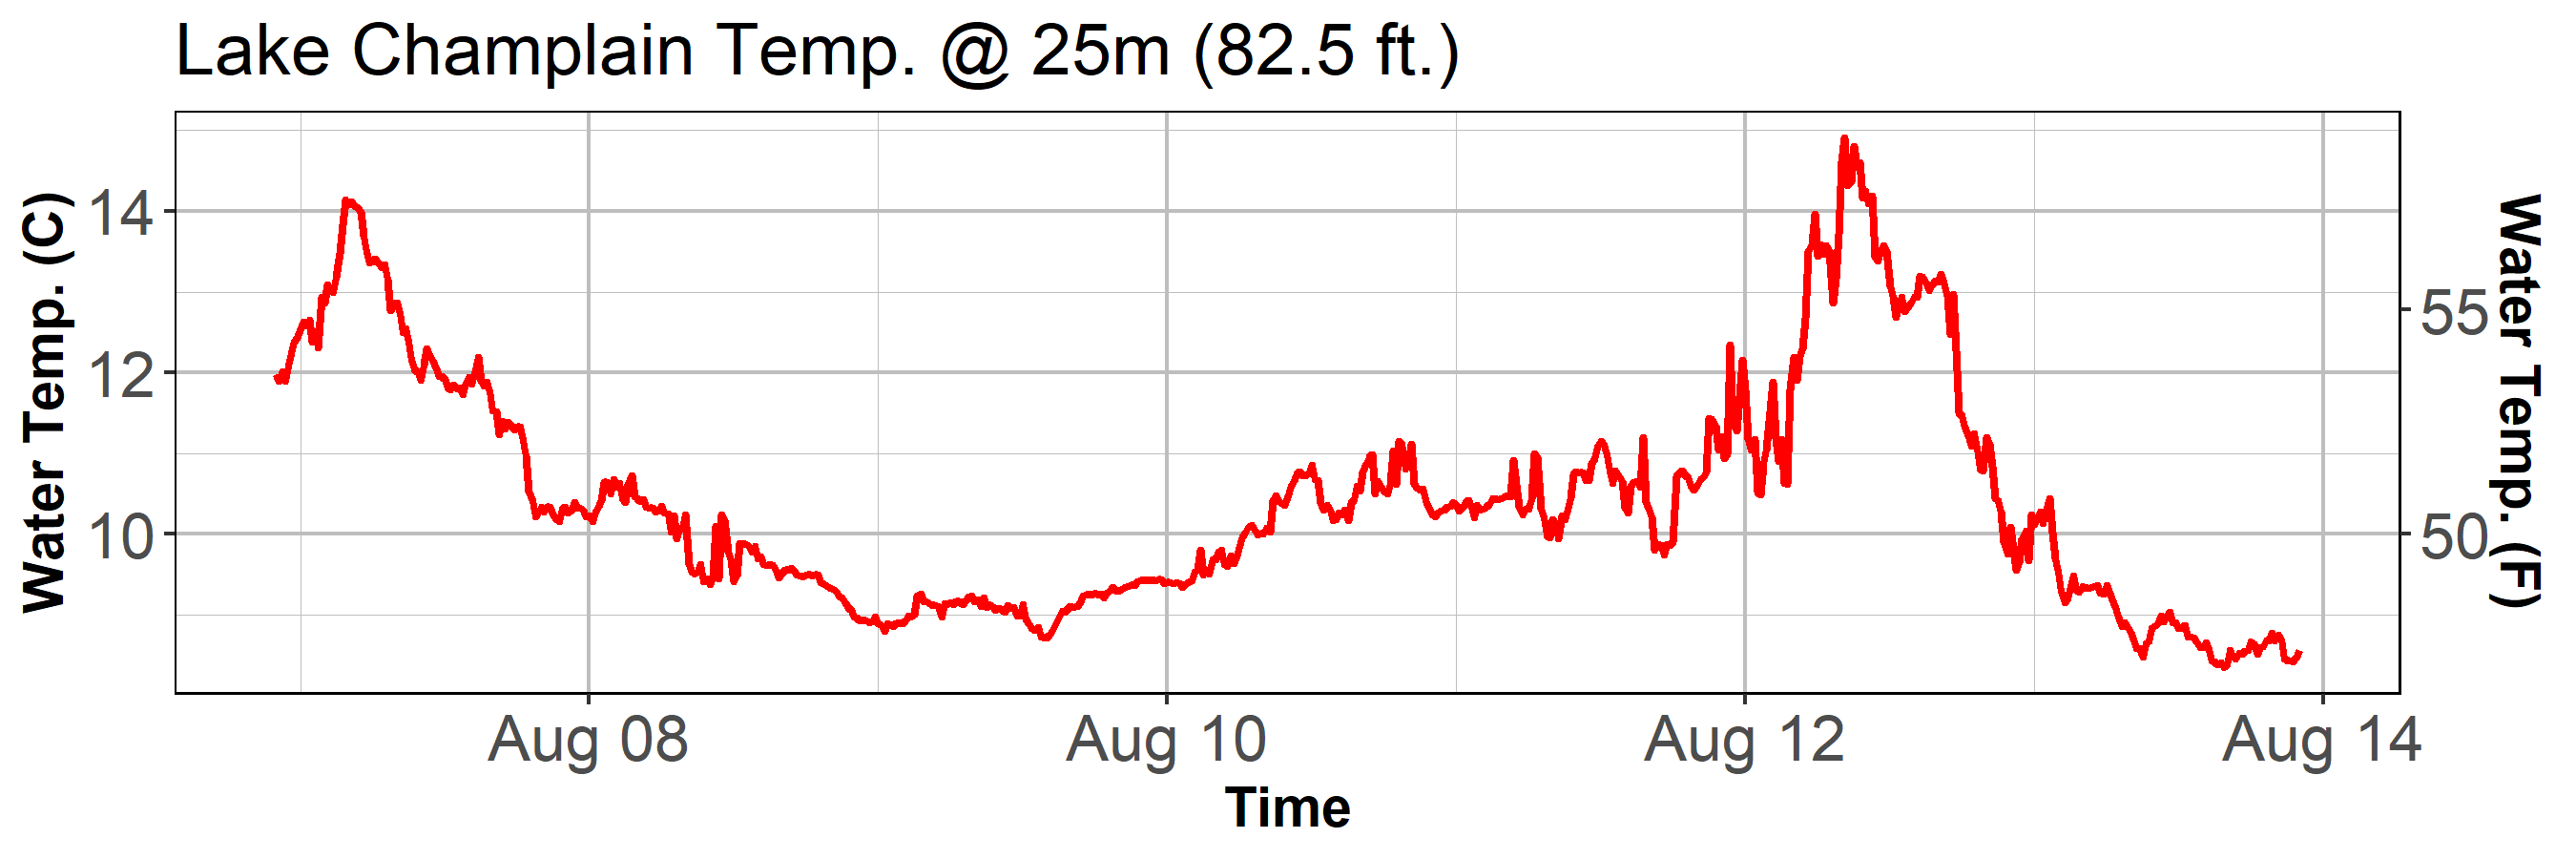 Lake Champlain Temp. @ 25m (82.5 ft.)
Water Temp. (C)
14
12
10
55
50
Water Temp. (F)
Aug 08
Aug 10
Aug 12
Aug 14
Time